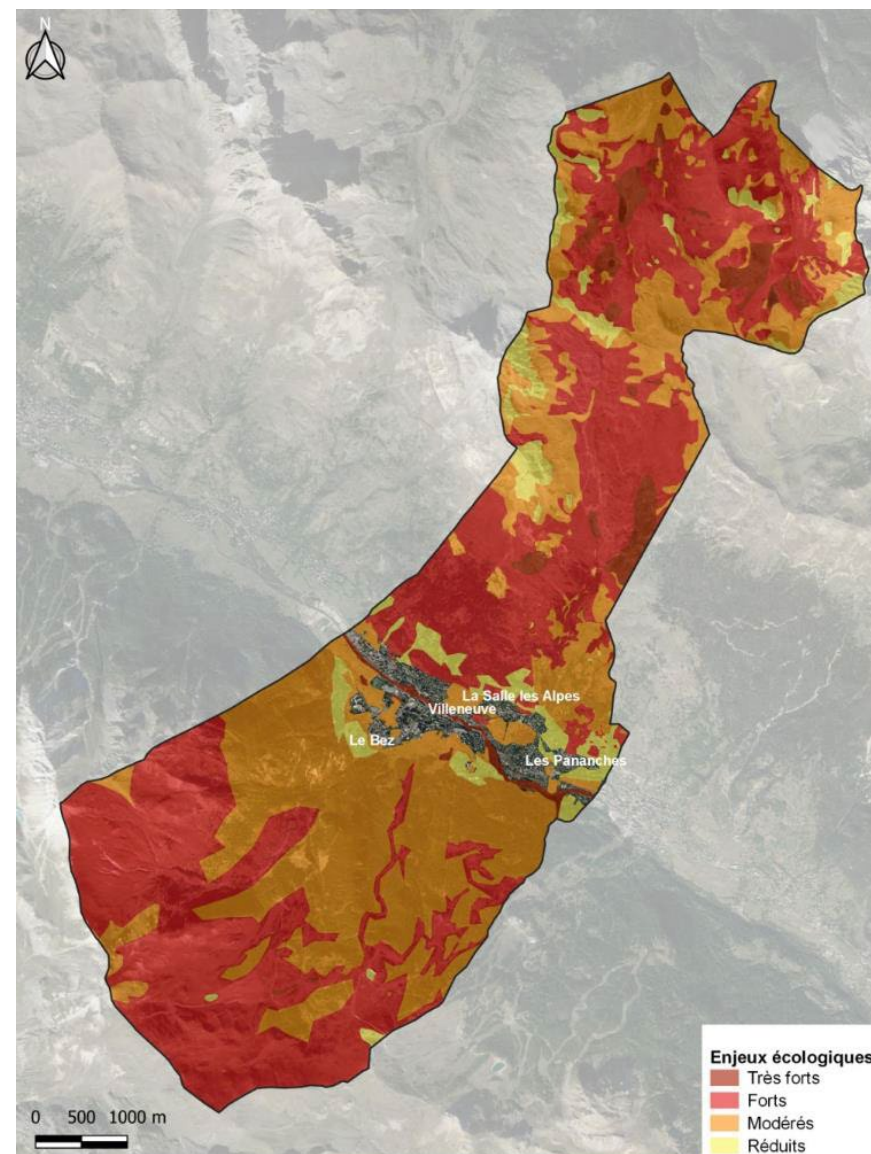 N
La Salle les Alpes
Villeneuve
Le Bez
Les Pananches
Enjeux écologiques
Très forts
Forts
Modérés
Réduits
0 500 1000 m